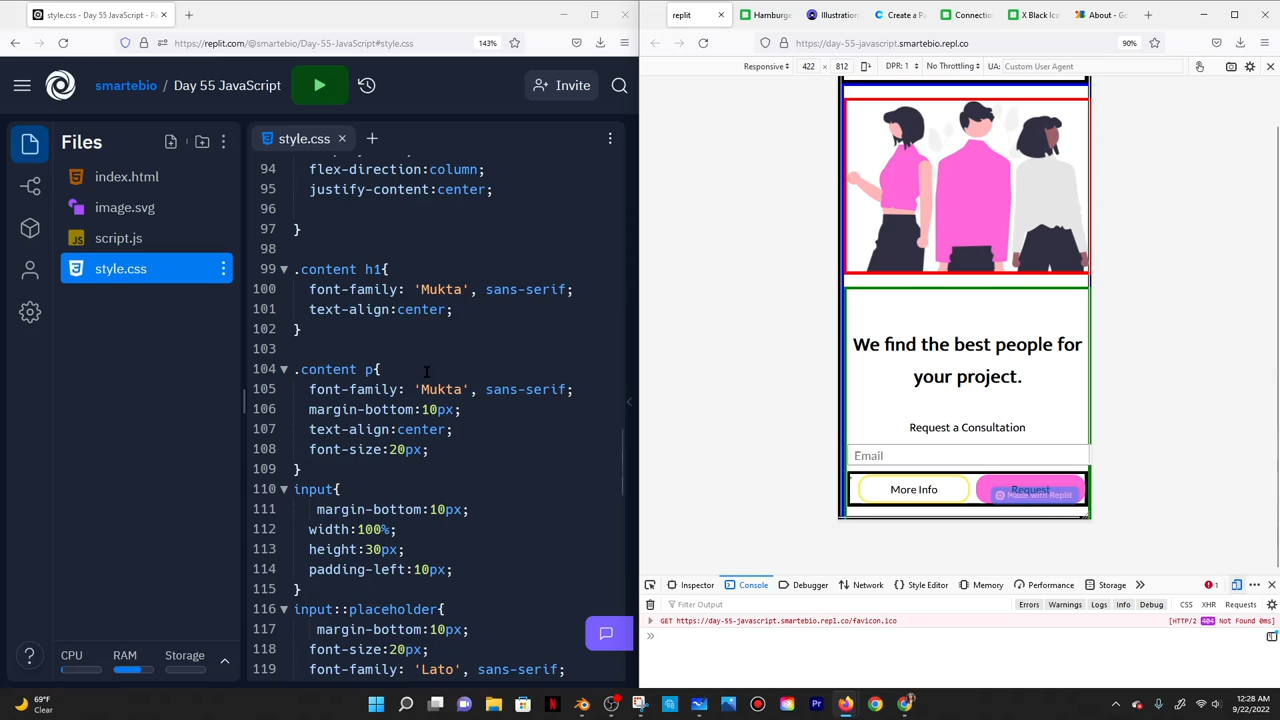 style.css - Day 55 JavaScript - Re
replit
Hamburge
Illustration
Create a Pa
Connection
X Black Ico
About - Go
https://replit.com/@smartebio/Day-55-Javascript#style.css
143%
https://day-55-javascript.smartebio.repl.co
90%
Responsive
422 × 812
DPR: 1
No Throttling
UA:
Custom User Agent
smartebio / Day 55 JavaScript
Invite
Files
index.html
image.svg
script.js
style.css
CPU
RAM
Storage
style.css
94 flex-direction:column;
95 justify-content:center;
96
97 }
98
99 .content h1{
100 font-family: 'Mukta', sans-serif;
101 text-align:center;
102 }
103
104 .content p{
105 font-family: 'Mukta', sans-serif;
106 margin-bottom:10px;
107 text-align:center;
108 font-size:20px;
109 }
110 input{
111 margin-bottom:10px;
112 width:100%;
113 height:30px;
114 padding-left:10px;
115 }
116 input::placeholder{
117 margin-bottom:10px;
118 font-size:20px;
119 font-family: 'Lato', sans-serif;
We find the best people for
your project.
Request a Consultation
Email
More Info
Request
Made with Replit
Inspector
Console
Debugger
Network
Style Editor
Memory
Performance
Storage
1
Filter Output
Errors
Warnings
Logs
Info
Debug
CSS
XHR
Requests
GET https://day-55-javascript.smartebio.repl.co/favicon.ico
[HTTP/2 404 Not Found 0ms]
69°F
Clear
12:28 AM
9/22/2022